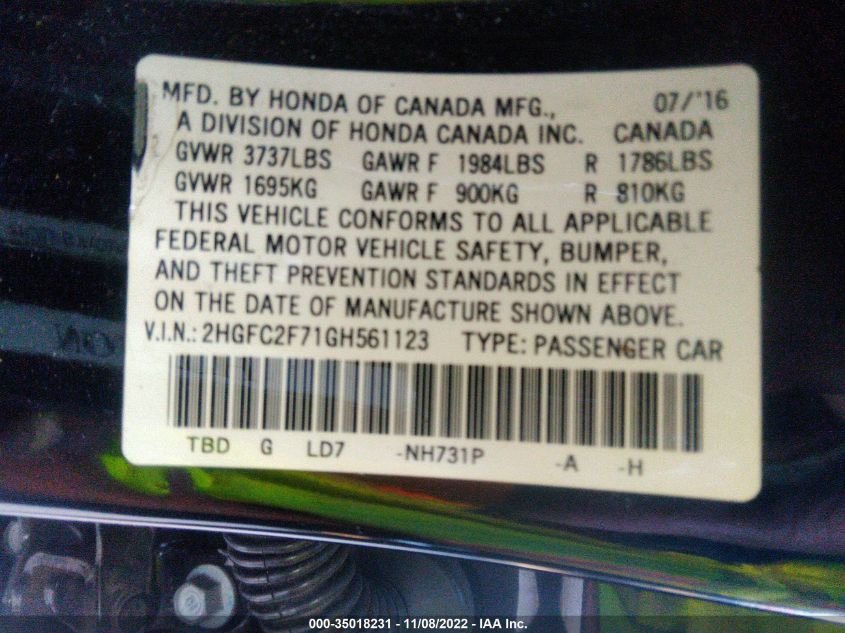 MFD. BY HONDA OF CANADA MFG., 07/'16
A DIVISION OF HONDA CANADA INC. CANADA
GVWR 3737LBS GAWR F 1984LBS R 1786LBS
GVWR 1695KG GAWR F 900KG R 810KG
THIS VEHICLE CONFORMS TO ALL APPLICABLE
FEDERAL MOTOR VEHICLE SAFETY, BUMPER,
AND THEFT PREVENTION STANDARDS IN EFFECT
ON THE DATE OF MANUFACTURE SHOWN ABOVE.
V.I.N.: 2HGFC2F71GH561123 TYPE: PASSENGER CAR
TBD G LD7 -NH731P -A -H
000-35018231 - 11/08/2022 - IAA Inc.